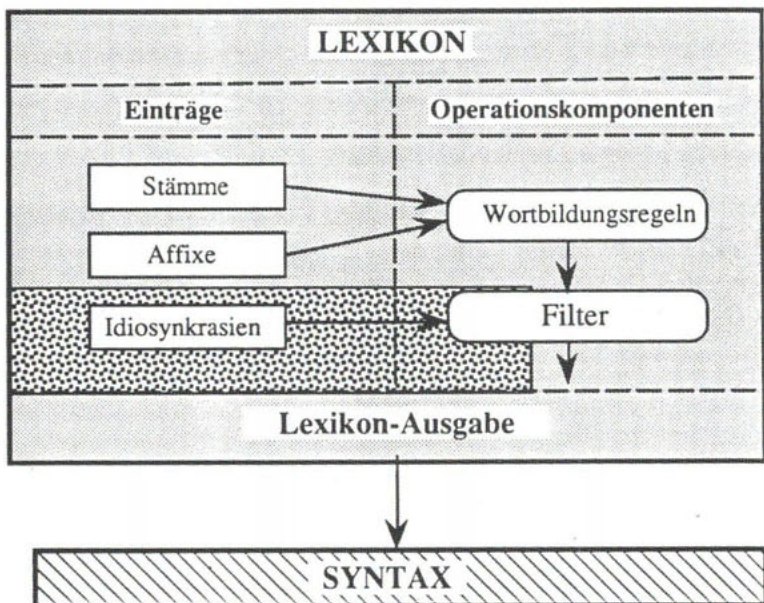 LEXIKON
Einträge
Operationskomponenten
Stämme
Wortbildungsregeln
Affixe
Idiosynkrasien
Filter
Lexikon-Ausgabe
SYNTAX